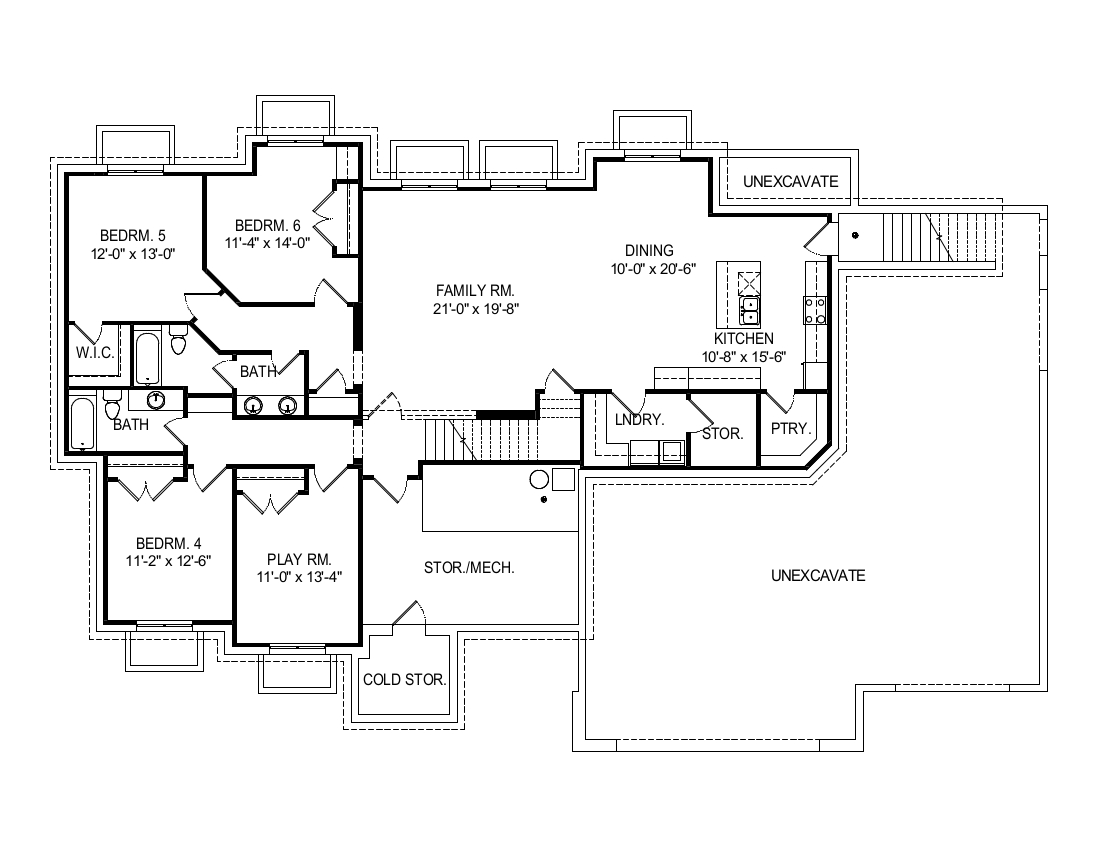 UNEXCAVATE
BEDRM. 5
12'-0" x 13'-0"
BEDRM. 6
11'-4" x 14'-0"
DINING
10'-0" x 20'-6"
FAMILY RM.
21'-0" x 19'-8"
KITCHEN
10'-8" x 15'-6"
W.I.C.
BATH
BATH
LNDRY.
STOR.
PTRY.
BEDRM. 4
11'-2" x 12'-6"
PLAY RM.
11'-0" x 13'-4"
STOR./MECH.
UNEXCAVATE
COLD STOR.